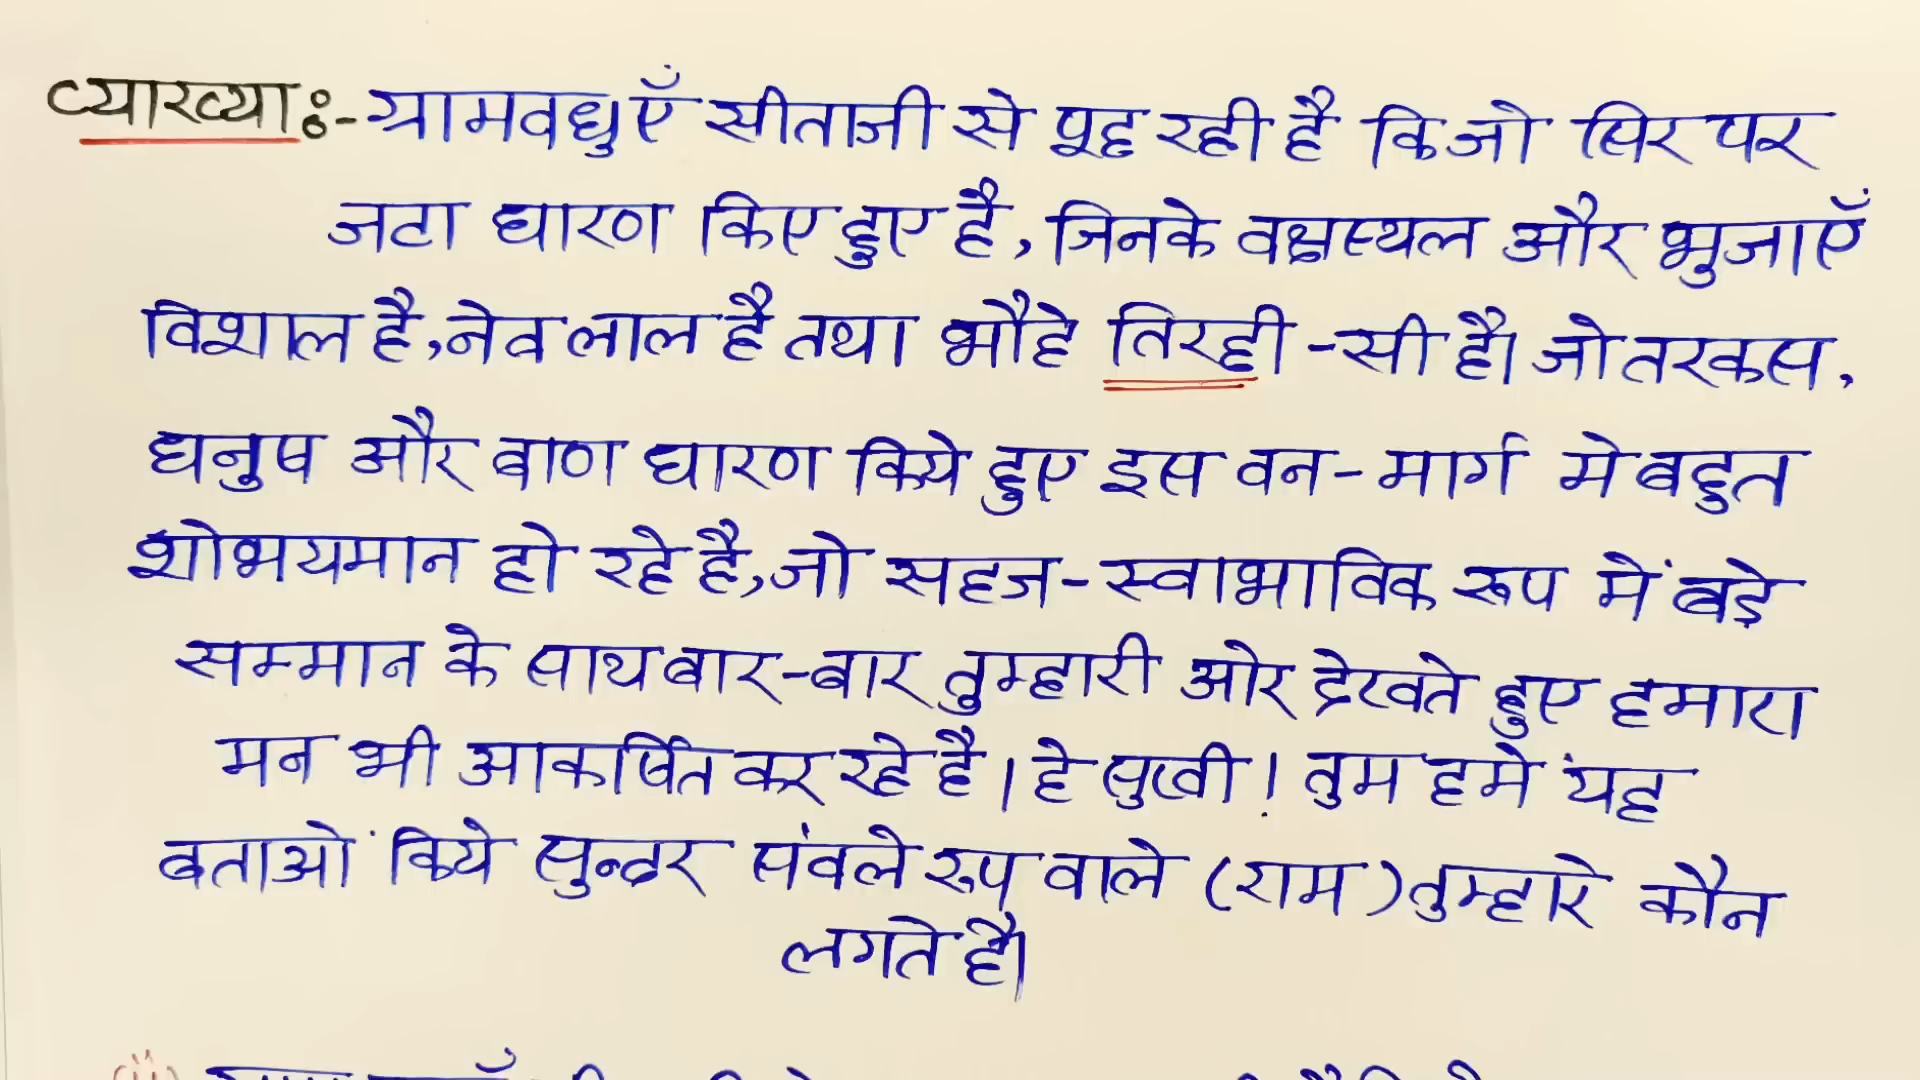 व्याख्या:- ग्रामवधुएँ सीताजी से पूछ रही है कि जो सिर पर
जटा धारण किए हुए है, जिनके वक्षस्थल और भुजाएँ
विशाल है, नेत्र लाल है तथा भौहे तिरछी -सी है। जो तरकस,
धनुष और बाण धारण किये हुए इस वन-मार्ग मे बहुत
शोभयमान हो रहे है, जो सहज-स्वाभाविक रूप में बड़े
सम्मान के साथ बार-बार तुम्हारी ओर देखते हुए हमारा
मन भी आकर्षित कर रहे है। हे सुखी! तुम हमे यह
बताओ कि ये सुन्दर संवले रूप वाले (राम) तुम्हारे कौन
लगते है।
(ii)